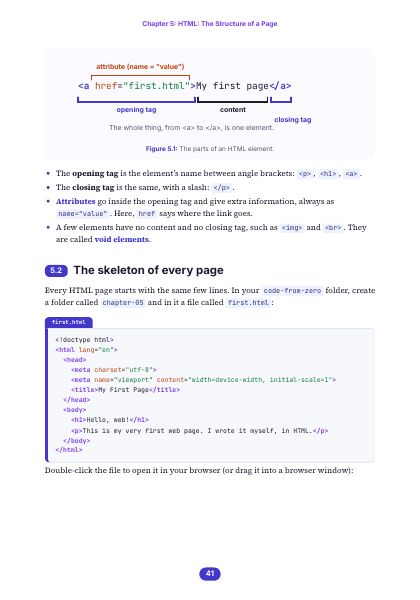 Chapter 5: HTML: The Structure of a Page
attribute (name = "value")
<a href="first.html">My first page</a>
opening tag
content
closing tag
The whole thing, from <a> to </a>, is one element.
Figure 5.1: The parts of an HTML element.
• The opening tag is the element's name between angle brackets: <p>, <h1>, <a>.
• The closing tag is the same, with a slash: </p>.
• Attributes go inside the opening tag and give extra information, always as
name="value". Here, href says where the link goes.
• A few elements have no content and no closing tag, such as <img> and <br>. They
are called void elements.
5.2 The skeleton of every page
Every HTML page starts with the same few lines. In your code-from-zero folder, create
a folder called chapter-05 and in it a file called first.html:
first.html
<!doctype html>
<html lang="en">
<head>
<meta charset="utf-8">
<meta name="viewport" content="width=device-width, initial-scale=1">
<title>My First Page</title>
</head>
<body>
<h1>Hello, Web!</h1>
<p>This is my very first web page. I wrote it myself, in HTML.</p>
</body>
</html>
Double-click the file to open it in your browser (or drag it into a browser window):
41